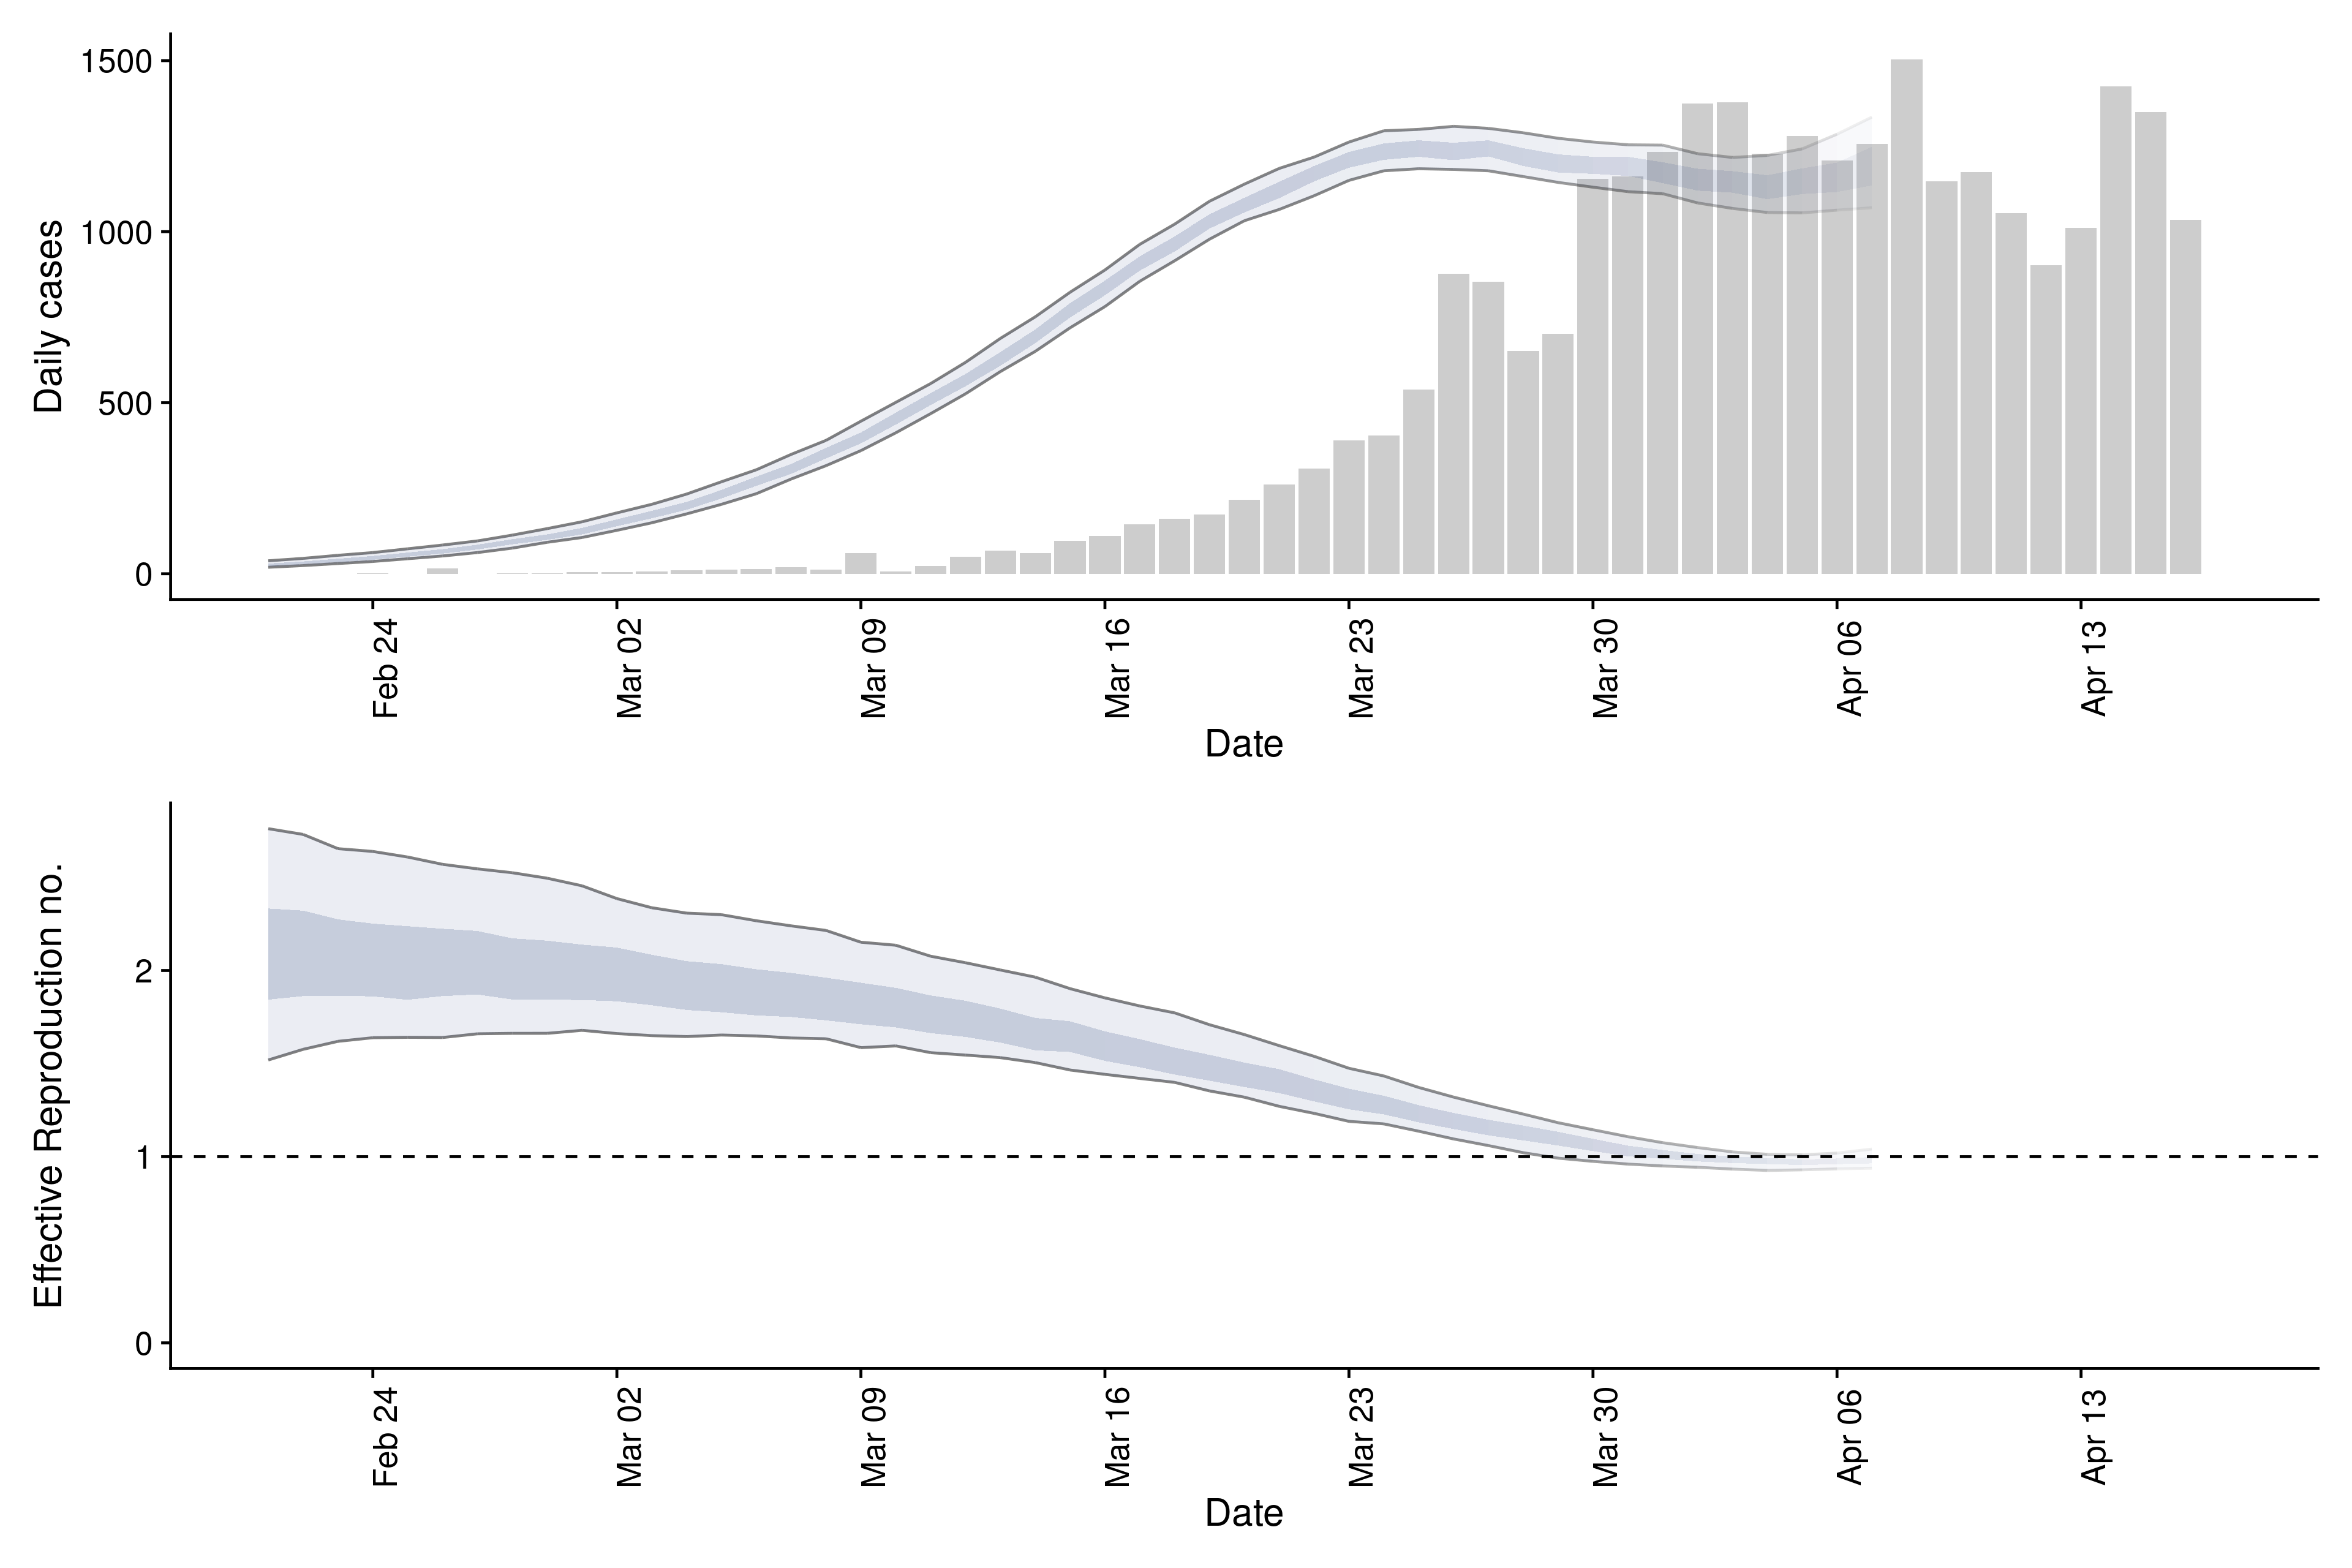 Daily cases
1500
1000
500
0
Feb 24
Mar 02
Mar 09
Mar 16
Mar 23
Mar 30
Apr 06
Apr 13
Date
Effective Reproduction no.
2
1
0
Feb 24
Mar 02
Mar 09
Mar 16
Mar 23
Mar 30
Apr 06
Apr 13
Date